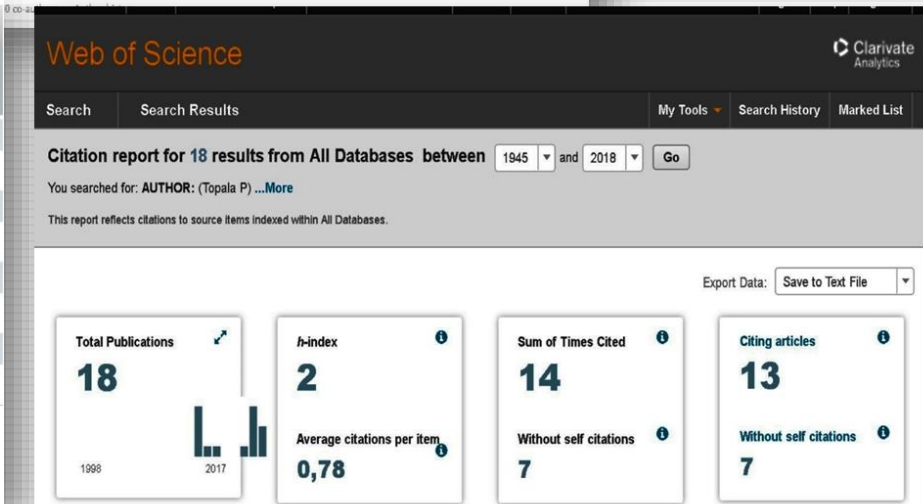 Web of Science
Clarivate
Analytics
Search Search Results My Tools Search History Marked List
Citation report for 18 results from All Databases between 1945 and 2018 Go
You searched for: AUTHOR: (Topala P) ...More
This report reflects citations to source items indexed within All Databases.
Export Data: Save to Text File
Total Publications
18
1998 2017
h-index
2
Average citations per item
0,78
Sum of Times Cited
14
Without self citations
7
Citing articles
13
Without self citations
7